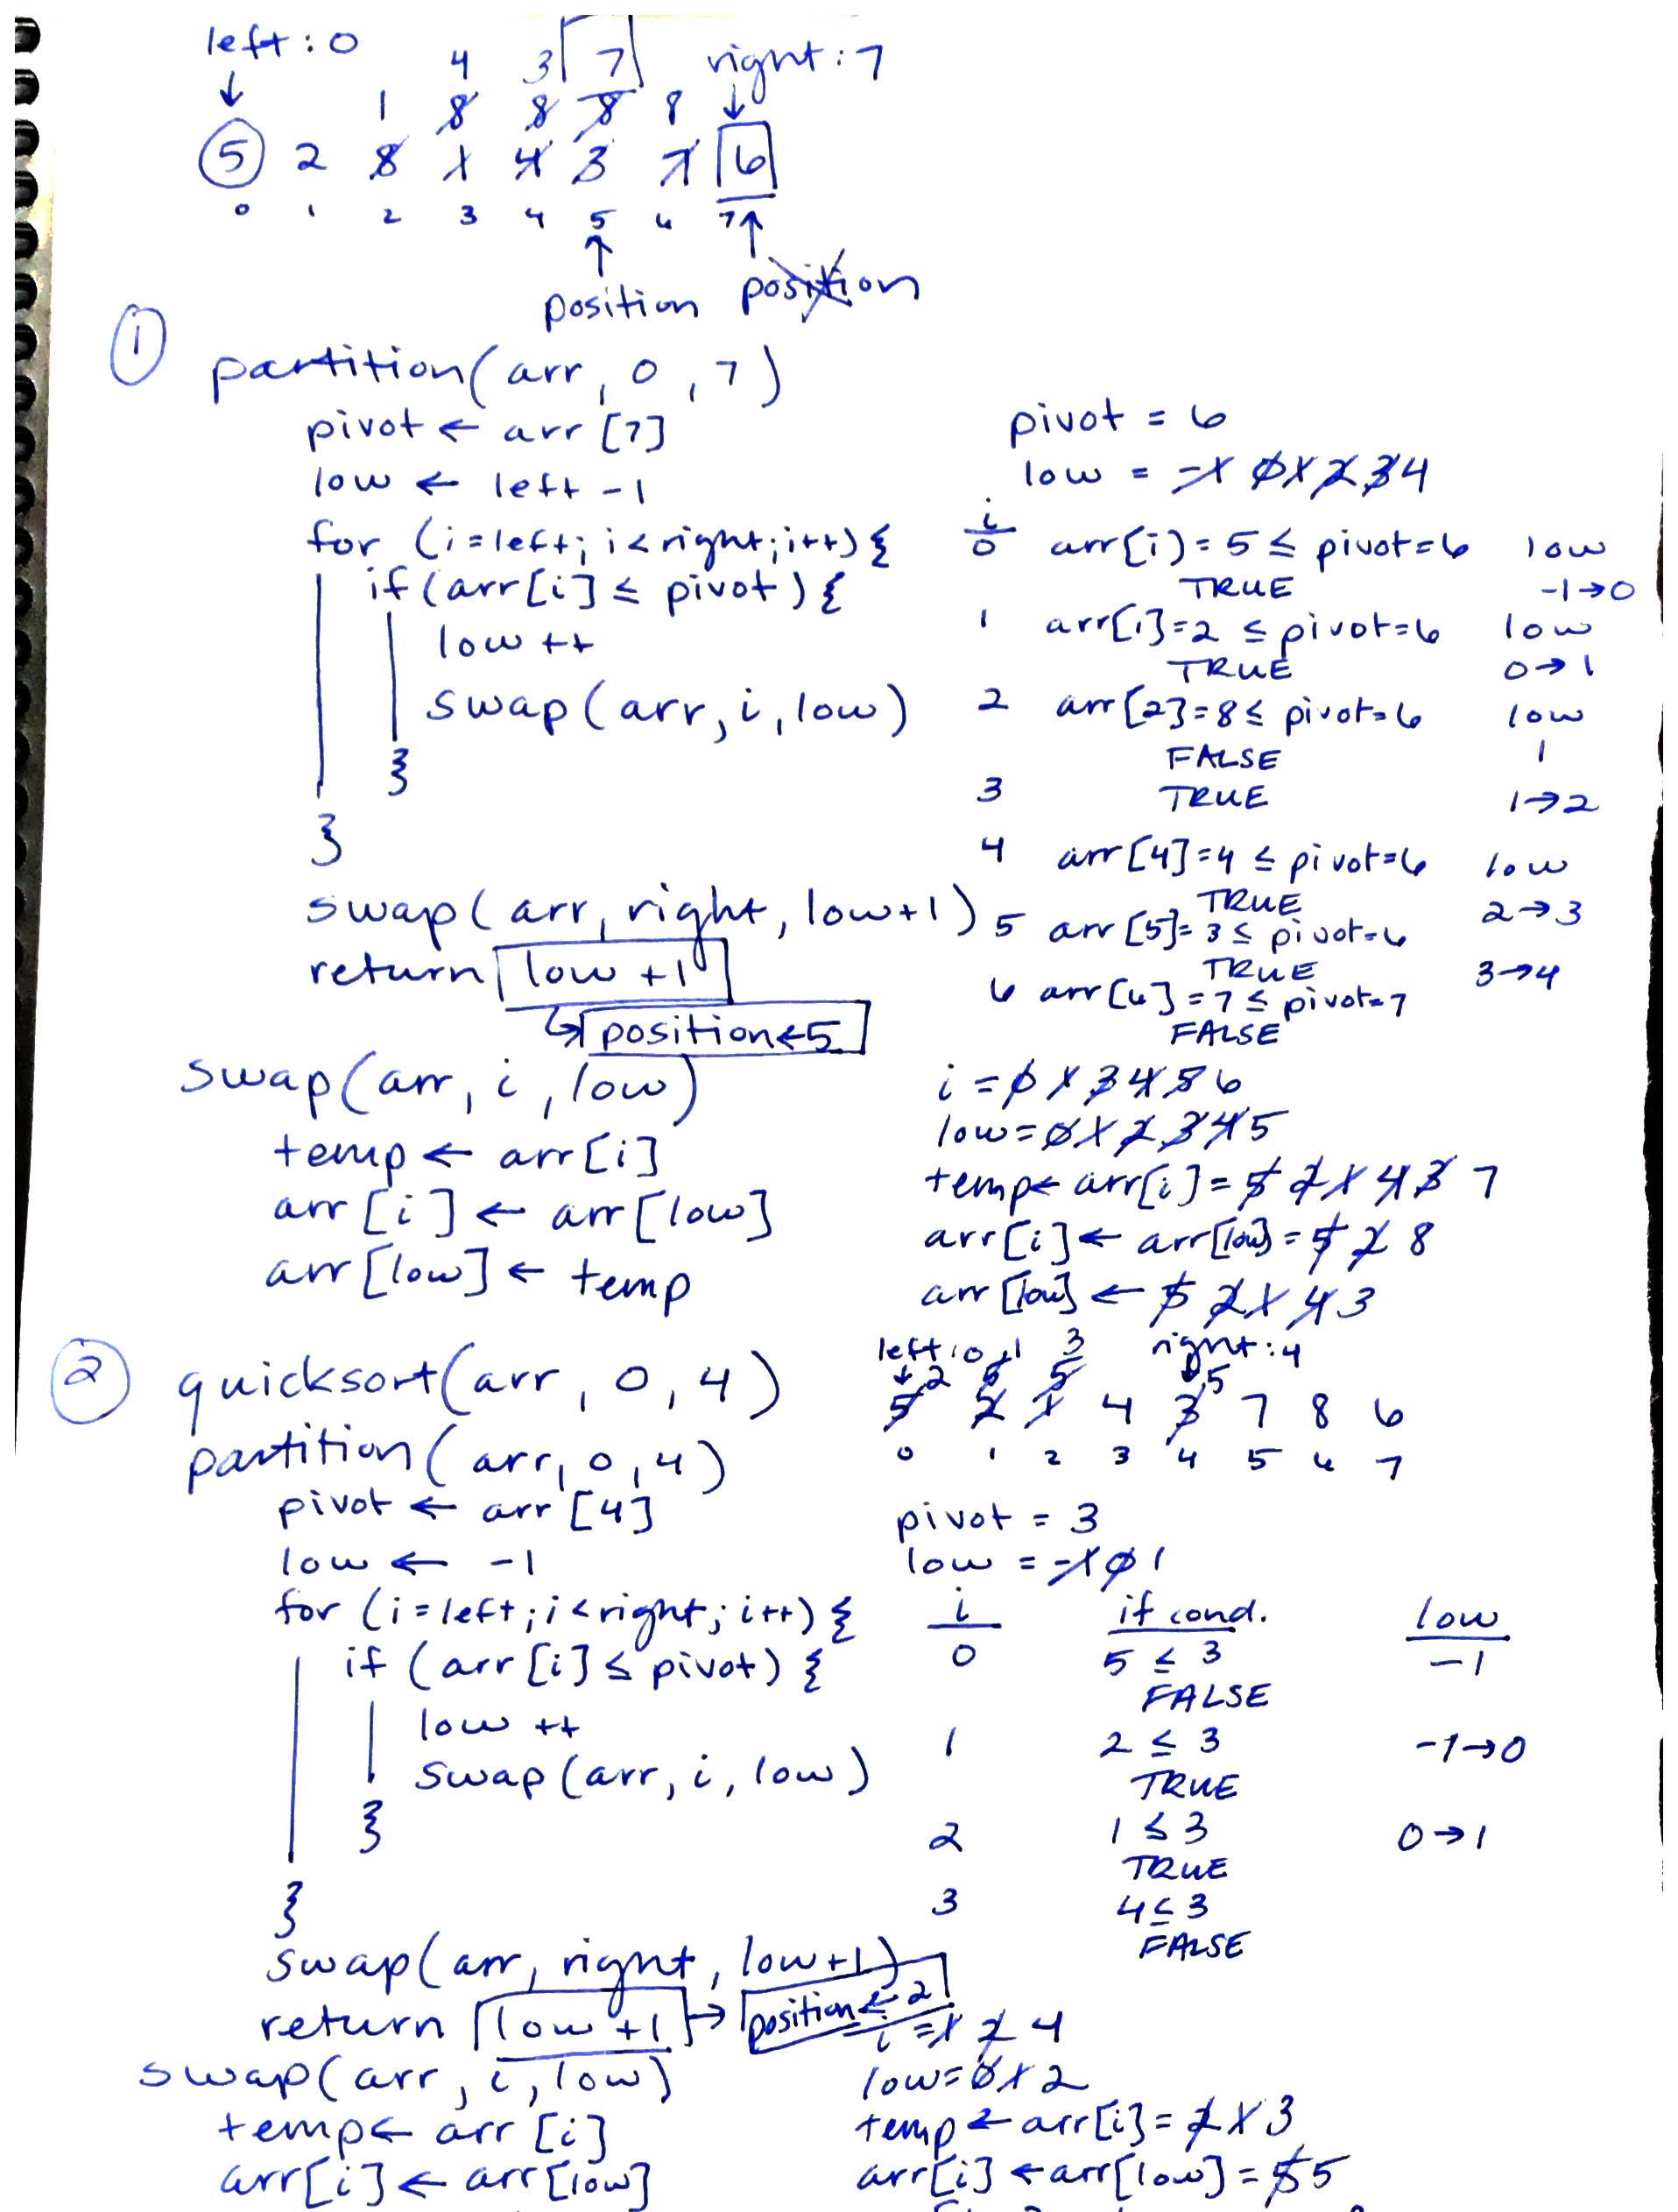 left : 0
4 3 7 right : 7
1 8 8 8 8
5 2 8 1 4 3 7 6
0 1 2 3 4 5 6 7
position position
1
partition( arr, 0, 7 )
pivot ← arr [7]
pivot = 6
low ← left -1
low = -1 0 1 2 3 4
for (i = left; i < right; i++) {
i
0 arr[i) = 5 ≤ pivot = 6 low
if (arr[i] ≤ pivot) {
TRUE -1→0
low ++
1 arr[i]=2 ≤ pivot=6 low
TRUE 0→1
swap( arr, i, low)
2 arr[2]=8 ≤ pivot=6 low
FALSE 1
}
3 TRUE 1→2
}
4 arr[4]=4 ≤ pivot=6 low
TRUE 2→3
swap( arr, right, low+1)
5 arr[5]= 3 ≤ pivot=6
TRUE 3→4
return low +1
6 arr[6] = 7 ≤ pivot=7
FALSE
position←5
swap(arr, i, low)
i = 0 1 3 4 5 6
low = 0 1 2 3 4 5
temp ← arr[i]
temp← arr[i] = 5 2 1 4 3 7
arr[i] ← arr[low]
arr[i] ← arr[low] = 5 2 8
arr[low] ← temp
arr[low] ← 5 2 1 4 3
left:0 1 3 right:4
2
quicksort(arr, 0, 4)
2 5 5
5 2 1 4 3 7 8 6
partition( arr, 0, 4)
0 1 2 3 4 5 6 7
pivot ← arr [4]
pivot = 3
low ← -1
low = -1 0 1
for (i = left; i < right; i++) {
i if cond. low
0 5 ≤ 3 -1
if (arr[i] ≤ pivot) {
FALSE
low ++
1 2 ≤ 3 -1→0
swap (arr, i, low)
TRUE
}
2 1 ≤ 3 0→1
TRUE
}
3 4 ≤ 3
FALSE
swap(arr, right, low+1)
return low +1 → position ← 2
i = 1 2 4
swap( arr, i, low)
low = 0 1 2
temp← arr [i]
temp ← arr[i] = 2 1 3
arr[i] ← arr[low]
arr[i] ← arr[low] = 5 5